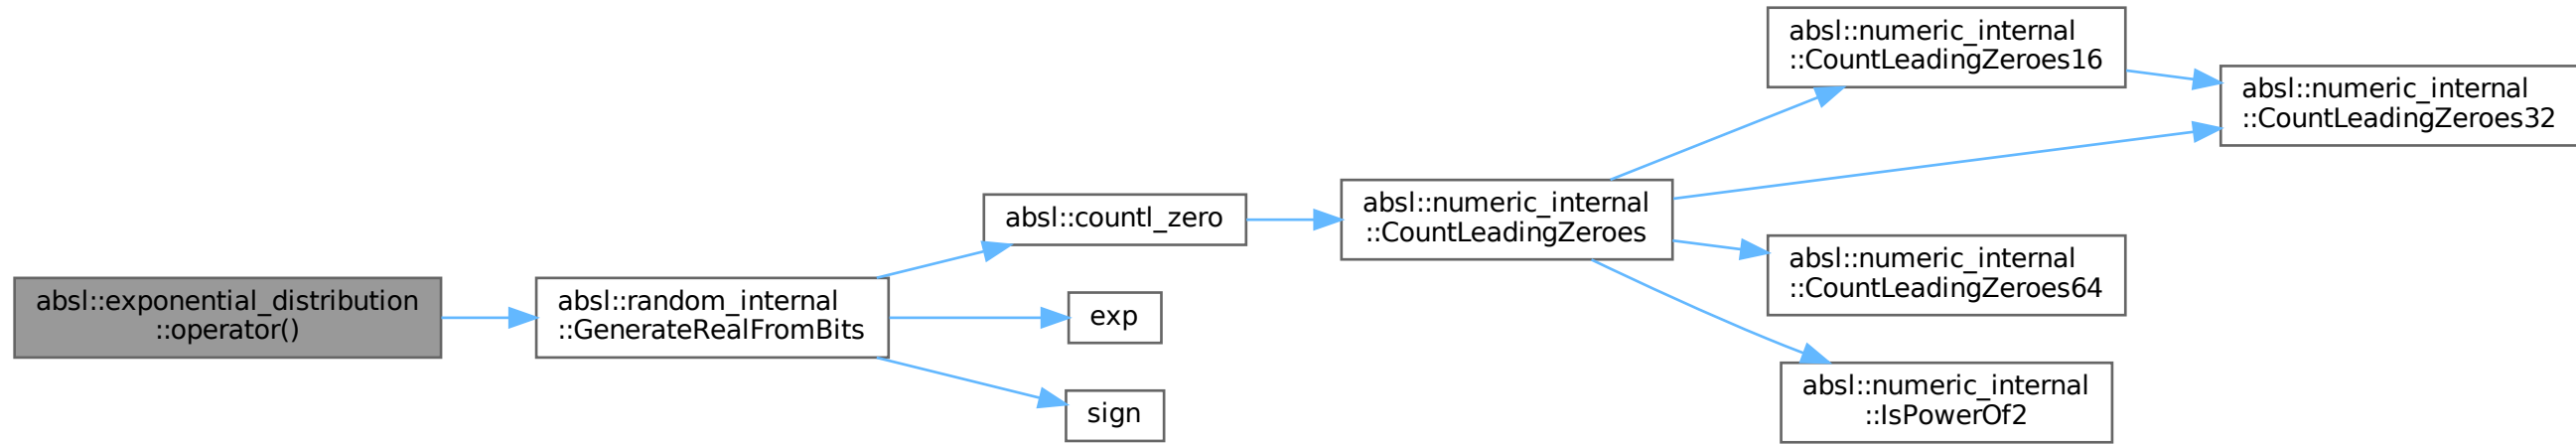 absl::exponential_distribution
::operator()
absl::random_internal
::GenerateRealFromBits
absl::countl_zero
exp
sign
absl::numeric_internal
::CountLeadingZeroes
absl::numeric_internal
::CountLeadingZeroes16
absl::numeric_internal
::CountLeadingZeroes32
absl::numeric_internal
::CountLeadingZeroes64
absl::numeric_internal
::IsPowerOf2